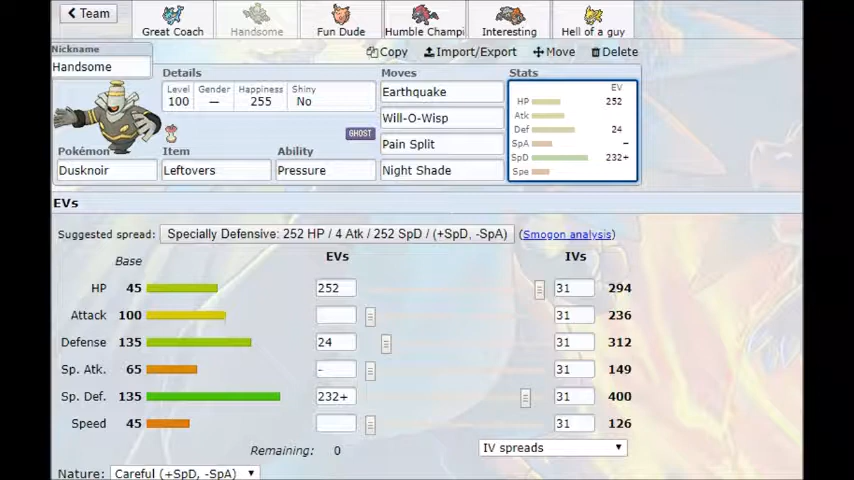 Team
Great Coach
Handsome
Fun Dude
Humble Champi
Interesting
Hell of a guy
Nickname
Handsome
Copy
Import/Export
Move
Delete
Details
Level
100
Gender
—
Happiness
255
Shiny
No
GHOST
Pokémon
Dusknoir
Item
Leftovers
Ability
Pressure
Moves
Earthquake
Will-O-Wisp
Pain Split
Night Shade
Stats
EV
HP 252
Atk
Def 24
SpA –
SpD 232+
Spe
EVs
Suggested spread: Specially Defensive: 252 HP / 4 Atk / 252 SpD / (+SpD, -SpA) (Smogon analysis)
Base EVs IVs
HP 45 252 31 294
Attack 100 31 236
Defense 135 24 31 312
Sp. Atk. 65 - 31 149
Sp. Def. 135 232+ 31 400
Speed 45 31 126
Remaining: 0 IV spreads
Nature: Careful (+SpD, -SpA)